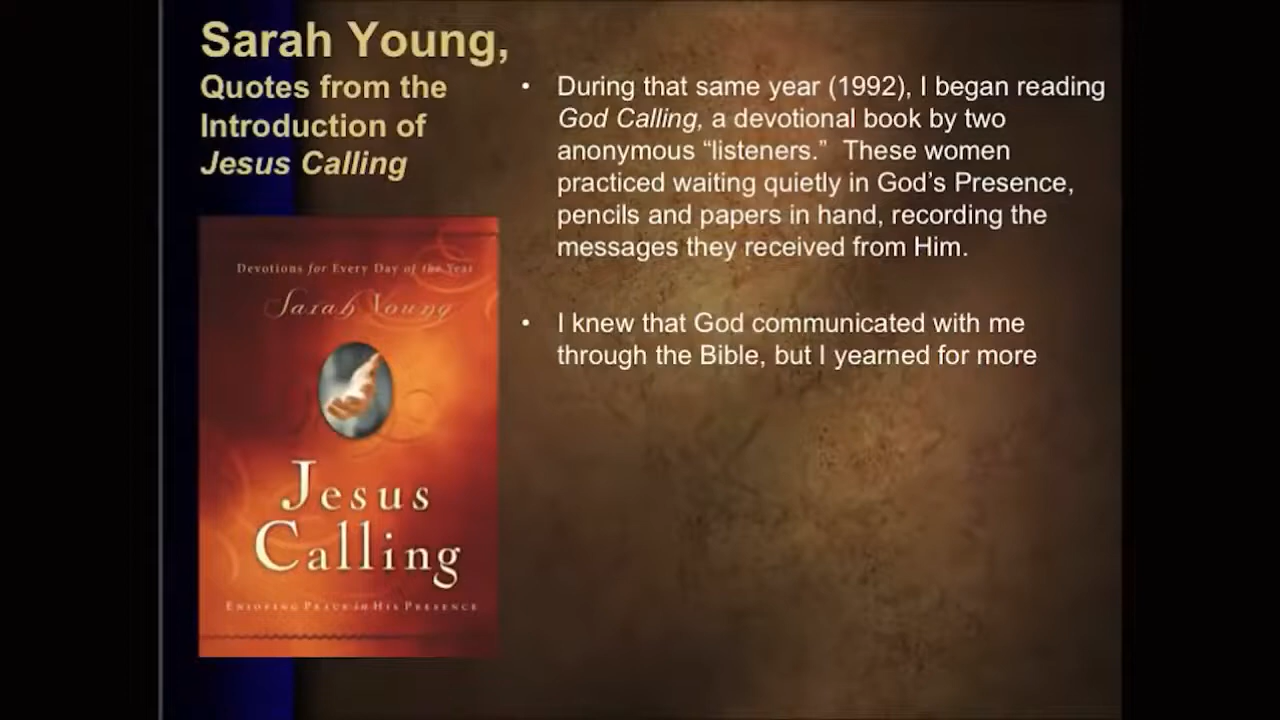 Sarah Young,
Quotes from the
Introduction of
Jesus Calling
• During that same year (1992), I began reading
God Calling, a devotional book by two
anonymous “listeners.”  These women
practiced waiting quietly in God’s Presence,
pencils and papers in hand, recording the
messages they received from Him.
• I knew that God communicated with me
through the Bible, but I yearned for more
Devotions for Every Day of the Year
Sarah Young
Jesus
Calling
Enjoying Peace in His Presence